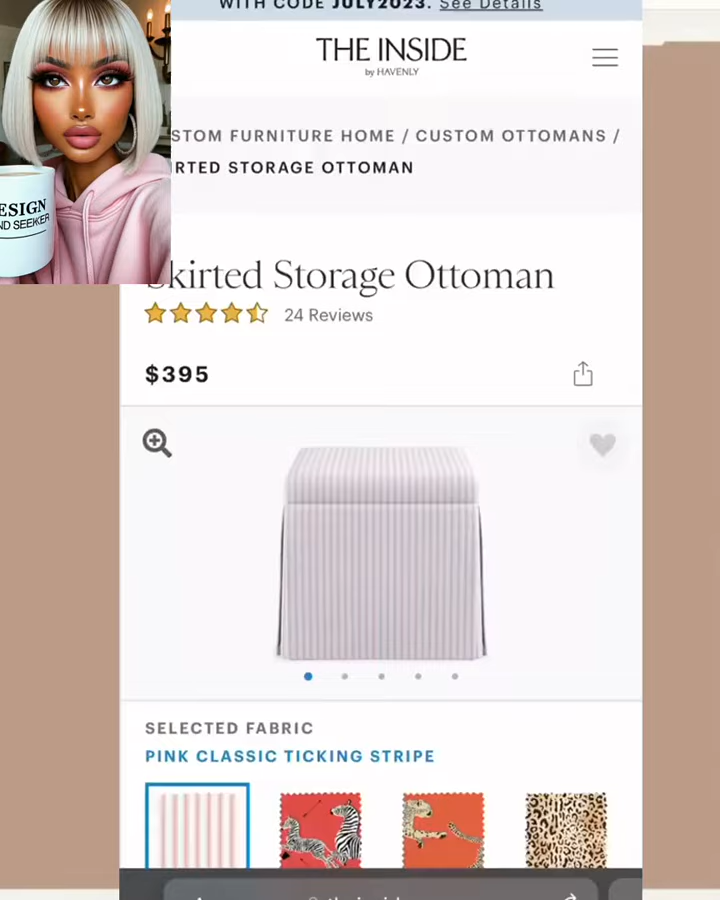 WITH CODE JULY2023. See Details
THE INSIDE
by HAVENLY
STOM FURNITURE HOME / CUSTOM OTTOMANS /
RTED STORAGE OTTOMAN
ESIGN
ND SEEKER
Skirted Storage Ottoman
24 Reviews
$395
SELECTED FABRIC
PINK CLASSIC TICKING STRIPE